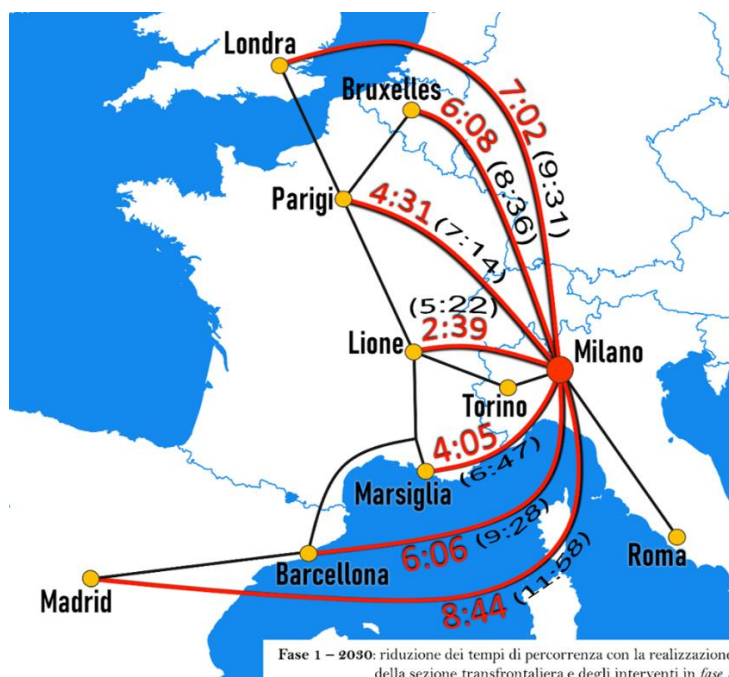 Londra
Bruxelles
7:02
(9:31)
6:08
(8:36)
Parigi
4:31
(7:14)
(5:22)
2:39
Lione
Milano
Torino
4:05
(6:47)
Marsiglia
6:06 (9:28)
Barcellona
Roma
Madrid
8:44 (11:58)
Fase 1 – 2030: riduzione dei tempi di percorrenza con la realizzazione
della sezione transfrontaliera e degli interventi in fase